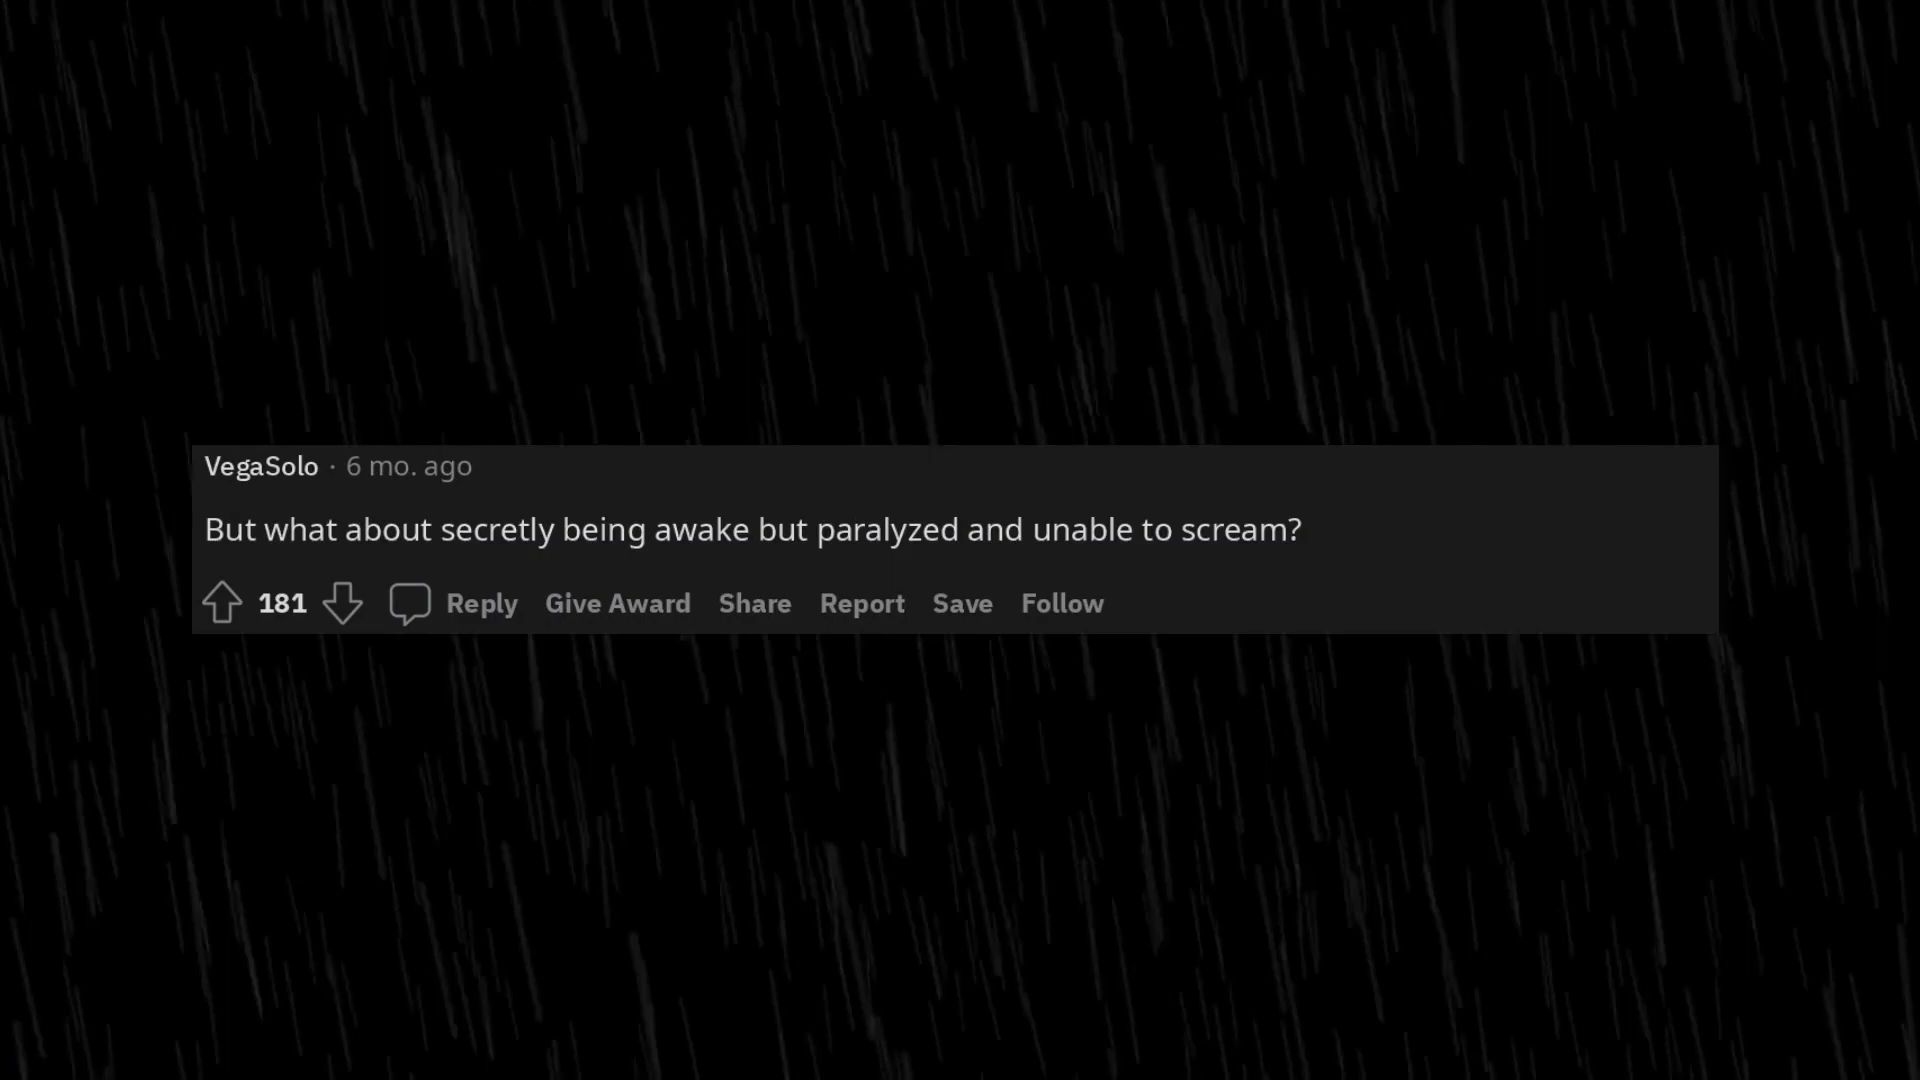 VegaSolo · 6 mo. ago
But what about secretly being awake but paralyzed and unable to scream?
181 Reply Give Award Share Report Save Follow